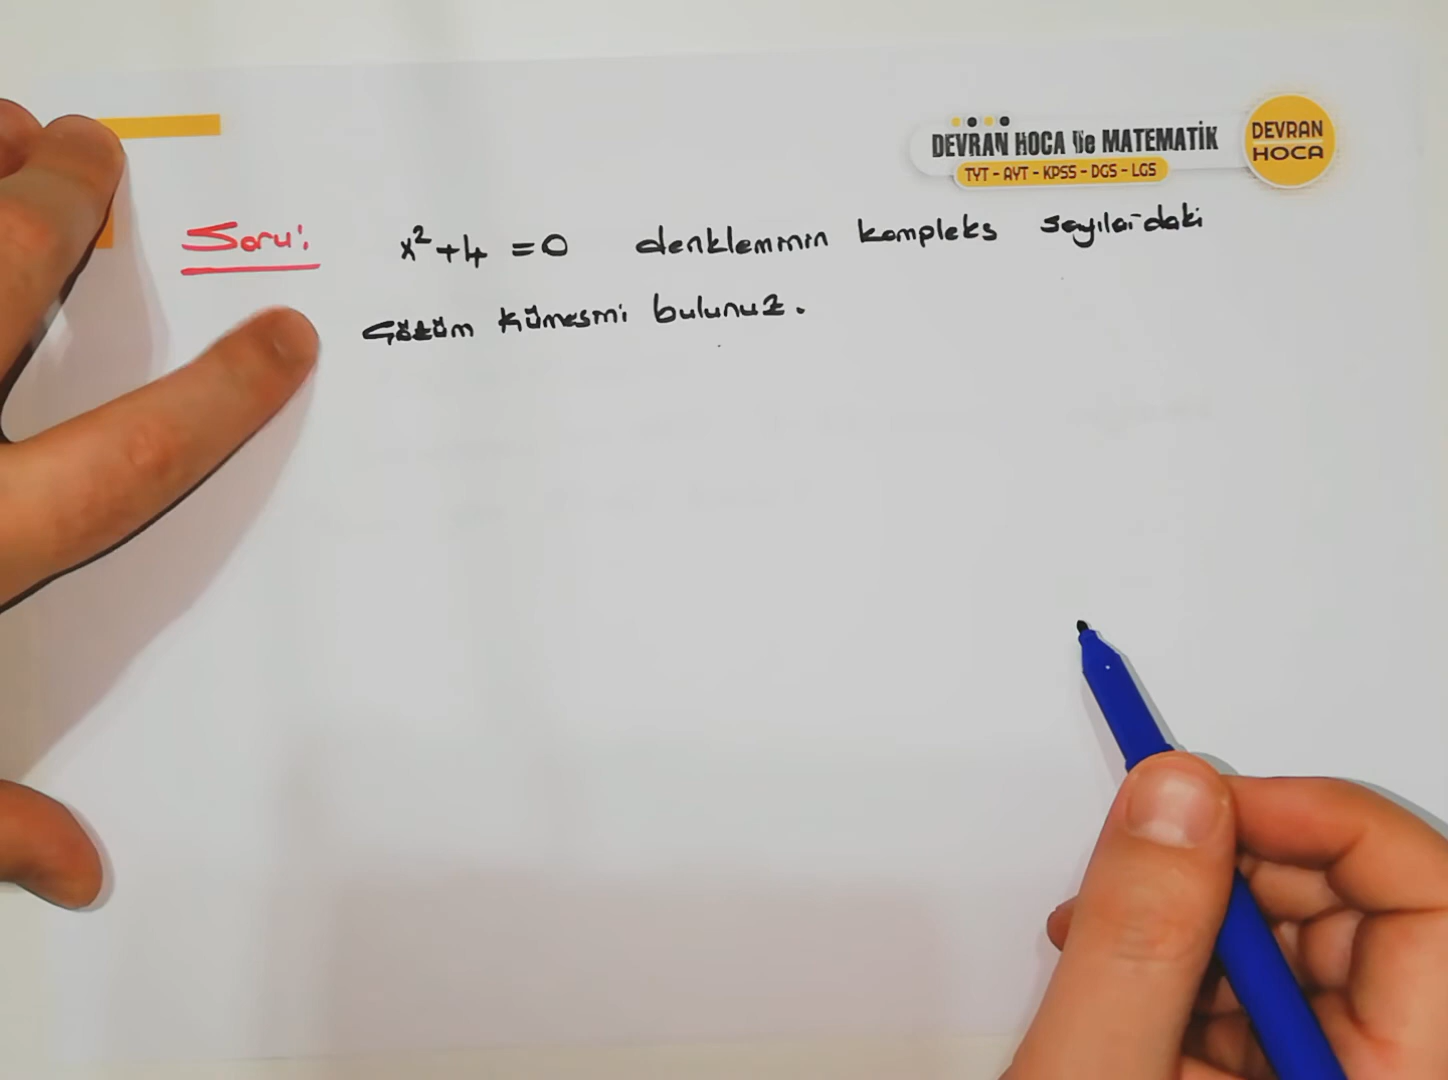 DEVRAN HOCA ile MATEMATİK
TYT - AYT - KPSS - DGS - LGS
DEVRAN
HOCA
Soru: x²+4 =0 denkleminin kompleks sayılardaki
Çözüm kümesini bulunuz.